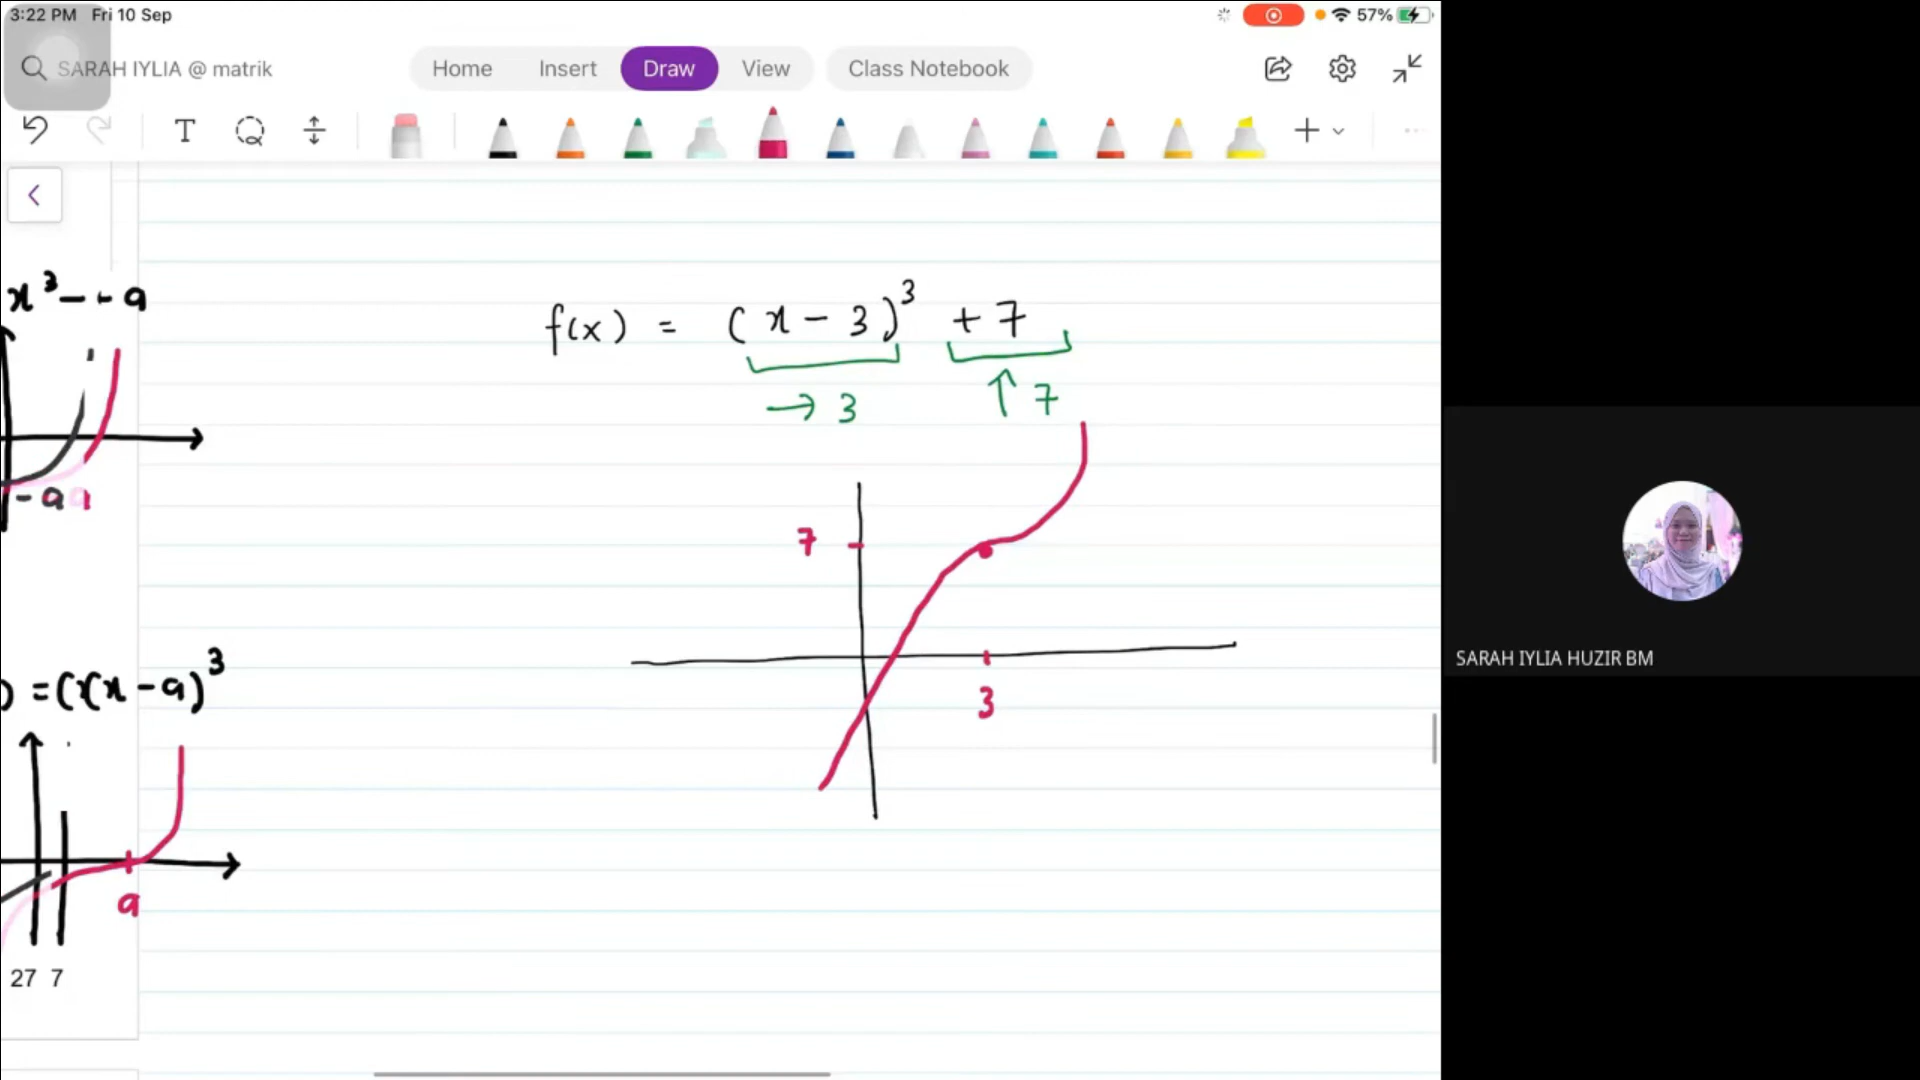 3:22 PM Fri 10 Sep
57%
SARAH IYLIA @ matrik
Home Insert Draw View Class Notebook
T
x³ - - a
f(x) = (x - 3)³ + 7
→ 3 ↑ 7
- a a
7
3
) = ((x - a)³
a
27 7
SARAH IYLIA HUZIR BM